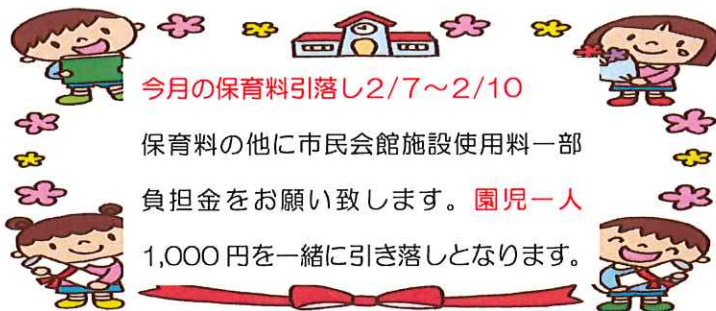 今月の保育料引落し2/7～2/10
保育料の他に市民会館施設使用料一部
負担金をお願い致します。園児一人
1,000円を一緒に引き落しとなります。